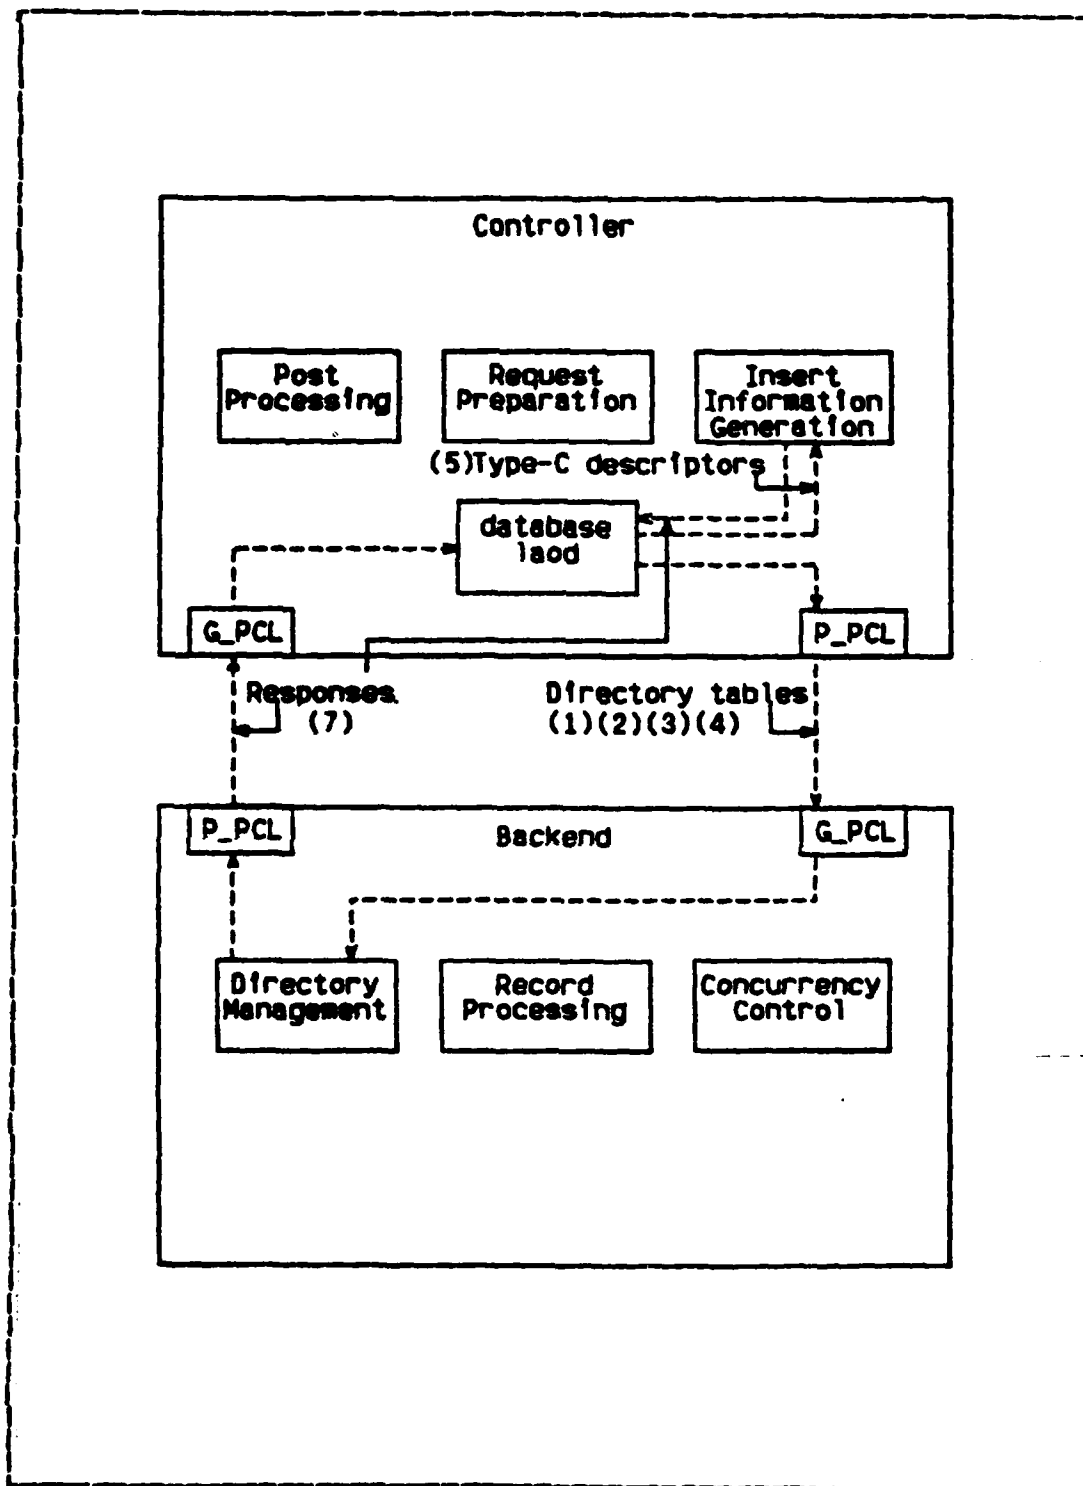 Controller
Post
Processing
Request
Preparation
Insert
Information
Generation
(5)Type-C descriptors
database
laod
G_PCL
P_PCL
Responses
(7)
Directory tables
(1)(2)(3)(4)
P_PCL
Backend
G_PCL
Directory
Management
Record
Processing
Concurrency
Control